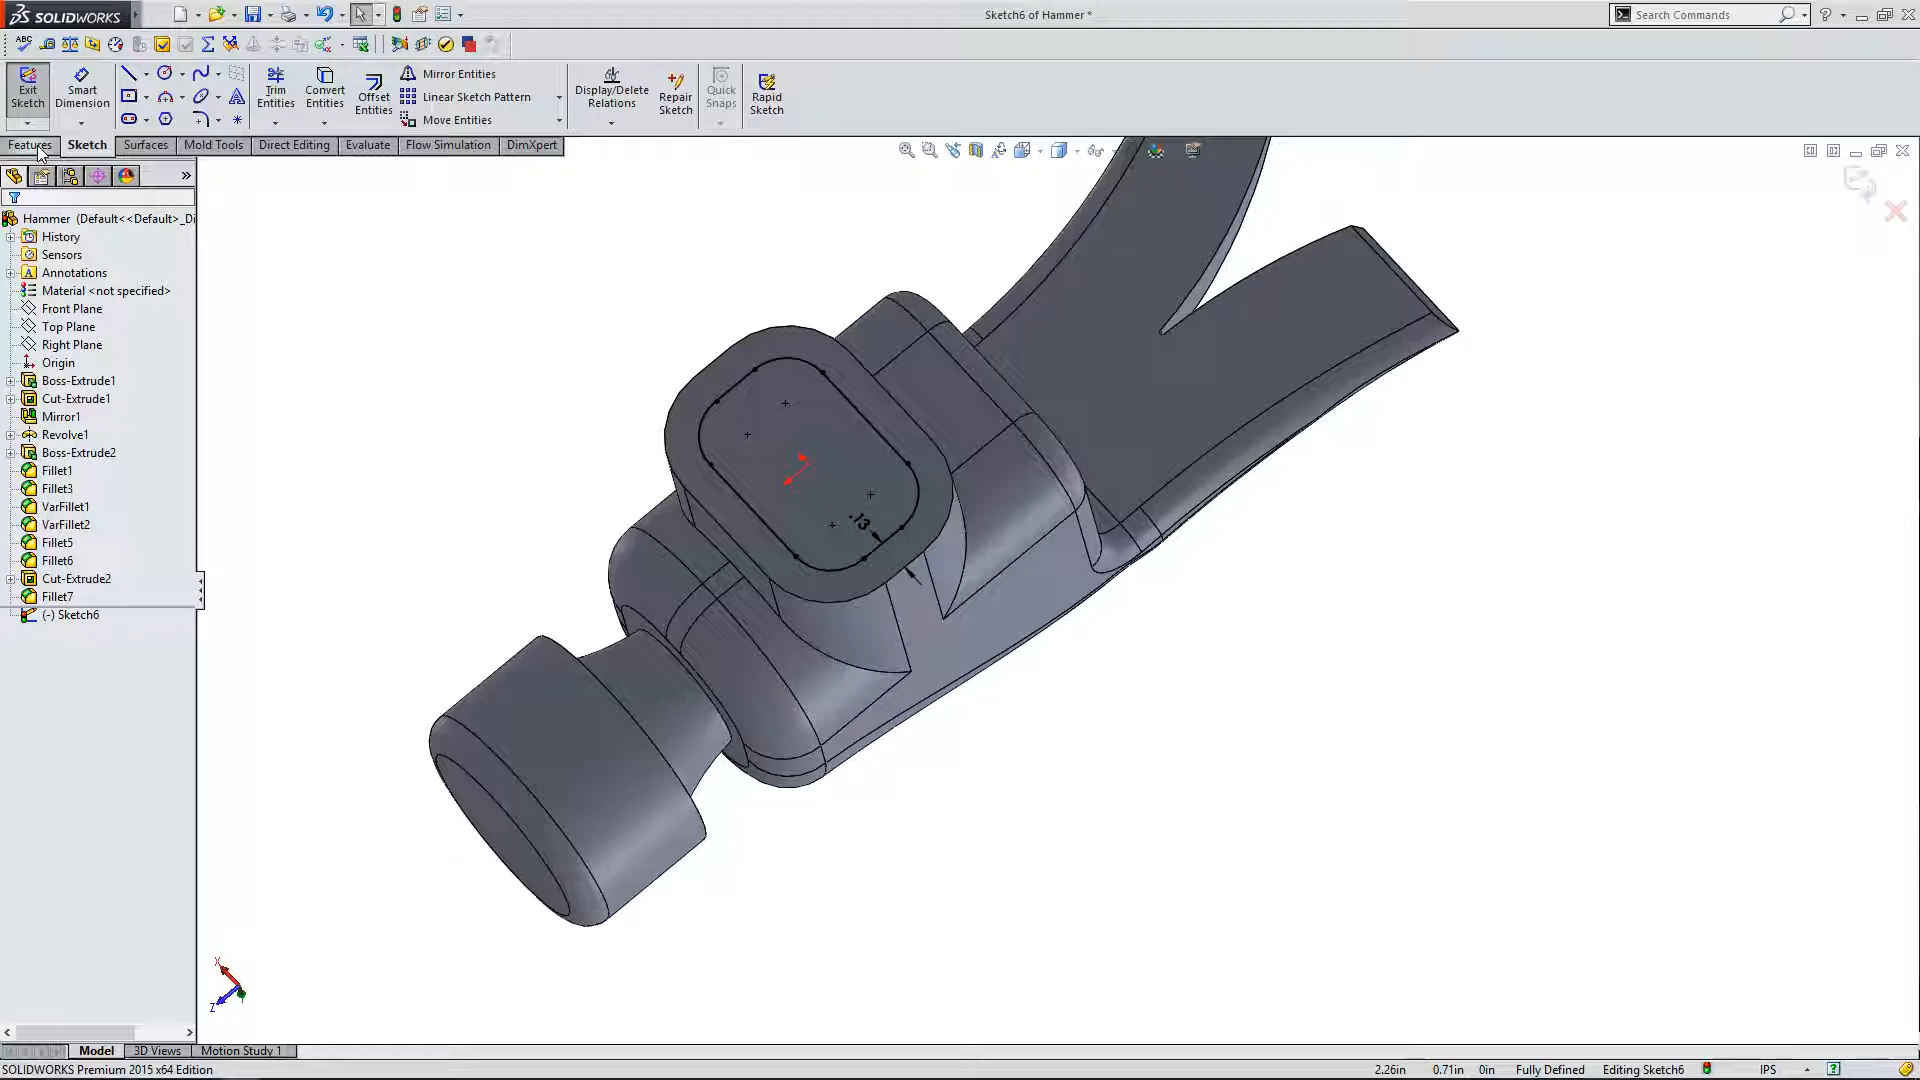 SOLIDWORKS
Sketch6 of Hammer *
Search Commands
ABC
Exit Sketch
Smart Dimension
Trim Entities
Convert Entities
Offset Entities
Mirror Entities
Linear Sketch Pattern
Move Entities
Display/Delete Relations
Repair Sketch
Quick Snaps
Rapid Sketch
Features
Sketch
Surfaces
Mold Tools
Direct Editing
Evaluate
Flow Simulation
DimXpert
Hammer (Default<<Default>_Di
History
Sensors
Annotations
Material <not specified>
Front Plane
Top Plane
Right Plane
Origin
Boss-Extrude1
Cut-Extrude1
Mirror1
Revolve1
Boss-Extrude2
Fillet1
Fillet3
VarFillet1
VarFillet2
Fillet5
Fillet6
Cut-Extrude2
Fillet7
(-) Sketch6
.13
X
Z
Model
3D Views
Motion Study 1
SOLIDWORKS Premium 2015 x64 Edition
2.26in
0.71in
0in
Fully Defined
Editing Sketch6
IPS